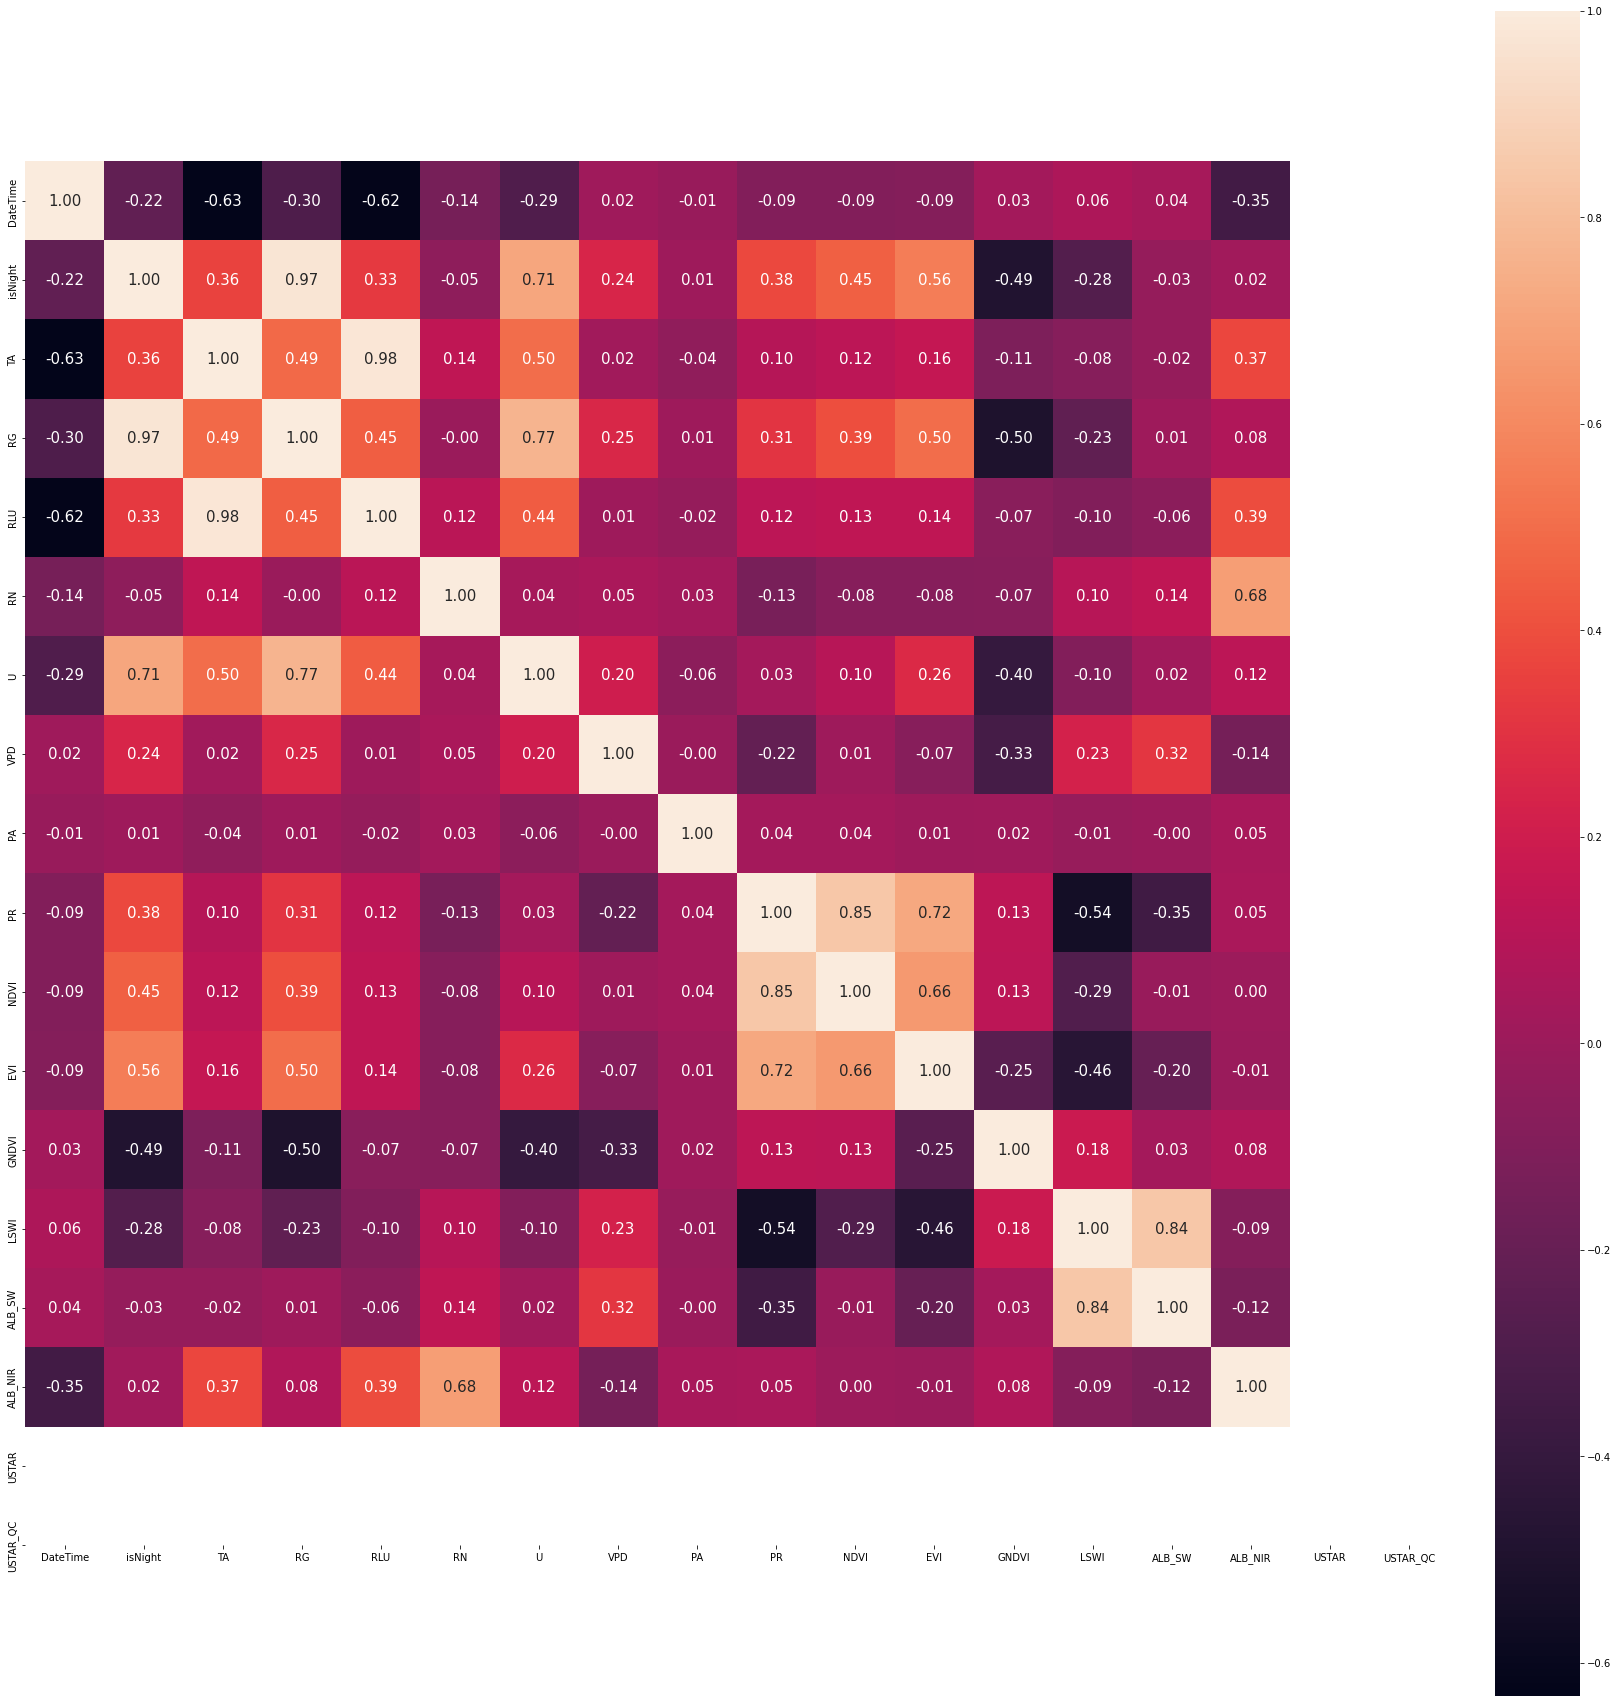 DateTime 1.00 -0.22 -0.63 -0.30 -0.62 -0.14 -0.29 0.02 -0.01 -0.09 -0.09 -0.09 0.03 0.06 0.04 -0.35
isNight -0.22 1.00 0.36 0.97 0.33 -0.05 0.71 0.24 0.01 0.38 0.45 0.56 -0.49 -0.28 -0.03 0.02
TA -0.63 0.36 1.00 0.49 0.98 0.14 0.50 0.02 -0.04 0.10 0.12 0.16 -0.11 -0.08 -0.02 0.37
RG -0.30 0.97 0.49 1.00 0.45 -0.00 0.77 0.25 0.01 0.31 0.39 0.50 -0.50 -0.23 0.01 0.08
RLU -0.62 0.33 0.98 0.45 1.00 0.12 0.44 0.01 -0.02 0.12 0.13 0.14 -0.07 -0.10 -0.06 0.39
RN -0.14 -0.05 0.14 -0.00 0.12 1.00 0.04 0.05 0.03 -0.13 -0.08 -0.08 -0.07 0.10 0.14 0.68
U -0.29 0.71 0.50 0.77 0.44 0.04 1.00 0.20 -0.06 0.03 0.10 0.26 -0.40 -0.10 0.02 0.12
VPD 0.02 0.24 0.02 0.25 0.01 0.05 0.20 1.00 -0.00 -0.22 0.01 -0.07 -0.33 0.23 0.32 -0.14
PA -0.01 0.01 -0.04 0.01 -0.02 0.03 -0.06 -0.00 1.00 0.04 0.04 0.01 0.02 -0.01 -0.00 0.05
PR -0.09 0.38 0.10 0.31 0.12 -0.13 0.03 -0.22 0.04 1.00 0.85 0.72 0.13 -0.54 -0.35 0.05
NDVI -0.09 0.45 0.12 0.39 0.13 -0.08 0.10 0.01 0.04 0.85 1.00 0.66 0.13 -0.29 -0.01 0.00
EVI -0.09 0.56 0.16 0.50 0.14 -0.08 0.26 -0.07 0.01 0.72 0.66 1.00 -0.25 -0.46 -0.20 -0.01
GNDVI 0.03 -0.49 -0.11 -0.50 -0.07 -0.07 -0.40 -0.33 0.02 0.13 0.13 -0.25 1.00 0.18 0.03 0.08
LSWI 0.06 -0.28 -0.08 -0.23 -0.10 0.10 -0.10 0.23 -0.01 -0.54 -0.29 -0.46 0.18 1.00 0.84 -0.09
ALB_SW 0.04 -0.03 -0.02 0.01 -0.06 0.14 0.02 0.32 -0.00 -0.35 -0.01 -0.20 0.03 0.84 1.00 -0.12
ALB_NIR -0.35 0.02 0.37 0.08 0.39 0.68 0.12 -0.14 0.05 0.05 0.00 -0.01 0.08 -0.09 -0.12 1.00
USTAR
USTAR_QC
DateTime isNight TA RG RLU RN U VPD PA PR NDVI EVI GNDVI LSWI ALB_SW ALB_NIR USTAR USTAR_QC
1.0
0.8
0.6
0.4
0.2
0.0
−0.2
−0.4
−0.6